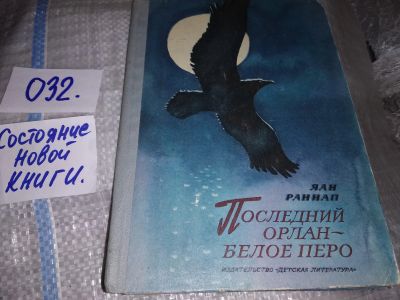 032.
Состояние
новой
книги.
ЯАН
РАННАП
ПОСЛЕДНИЙ
ОРЛАН-
БЕЛОЕ ПЕРО
ИЗДАТЕЛЬСТВО «ДЕТСКАЯ ЛИТЕРАТУРА»